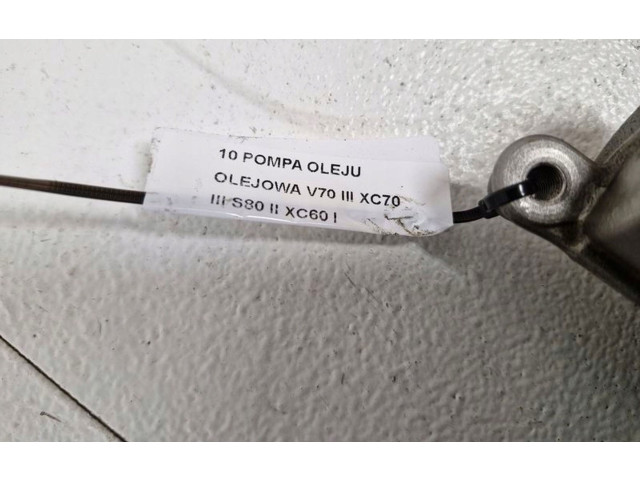 10 POMPA OLEJU
OLEJOWA V70 III XC70
III S80 II XC60 I